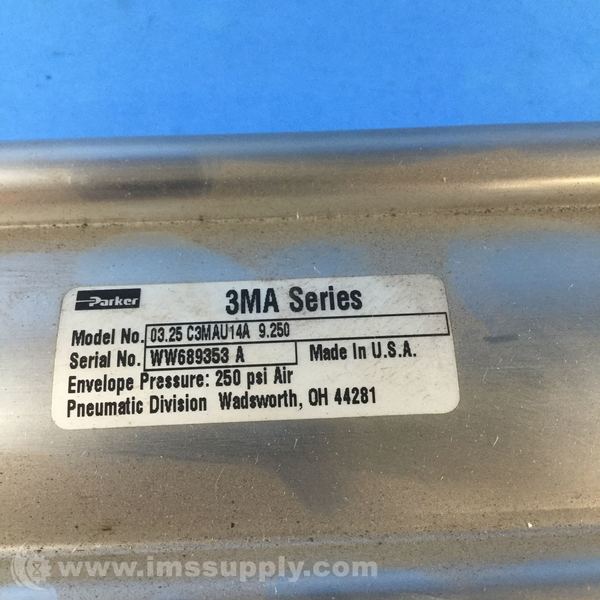 Parker
3MA Series
Model No. 03.25 C3MAU14A 9.250
Serial No. WW689353 A Made In U.S.A.
Envelope Pressure: 250 psi Air
Pneumatic Division Wadsworth, OH 44281
www.imssupply.com